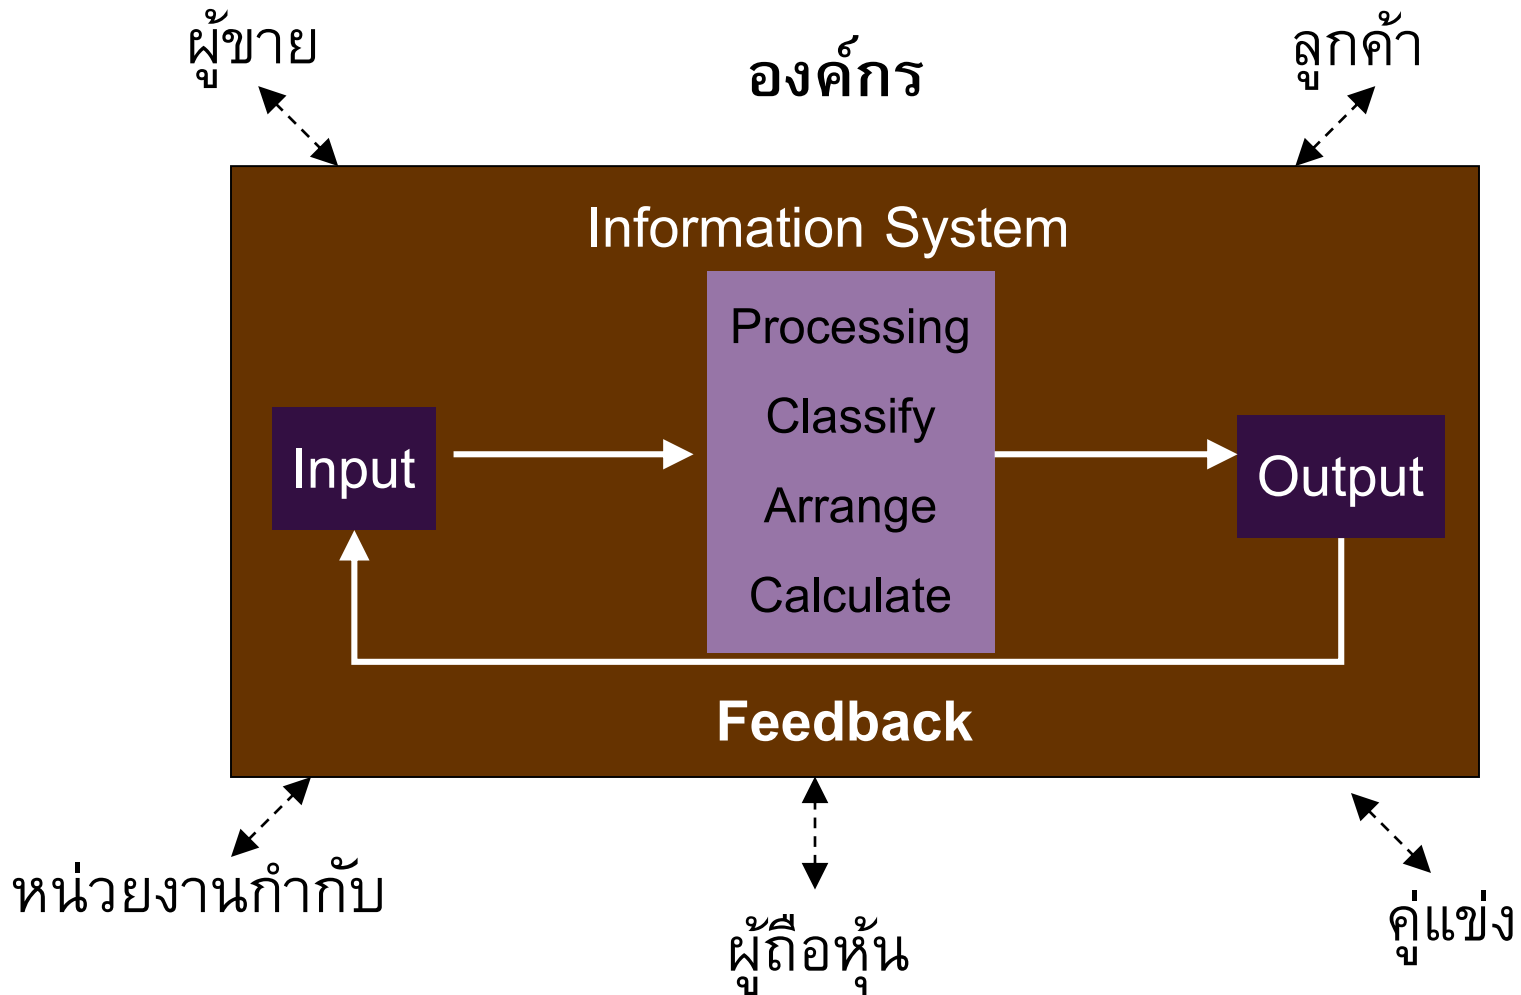 ผู้ขาย
องค์กร
ลูกค้า
Information System
Processing
Classify
Arrange
Calculate
Input
Output
Feedback
หน่วยงานกำกับ
ผู้ถือหุ้น
คู่แข่ง